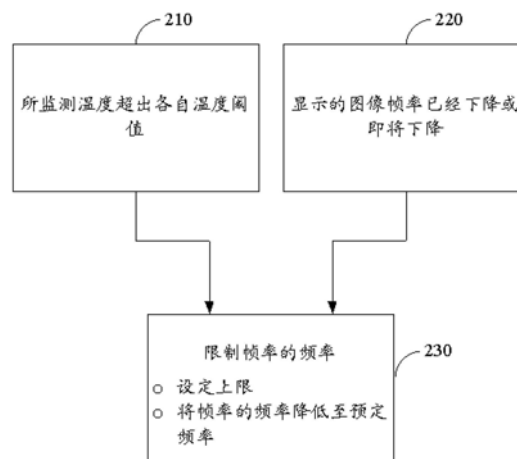 210
220
所监测温度超出各自温度阈
值
显示的图像帧率已经下降或
即将下降
230
限制帧率的频率
○ 设定上限
○ 将帧率的频率降低至预定
频率